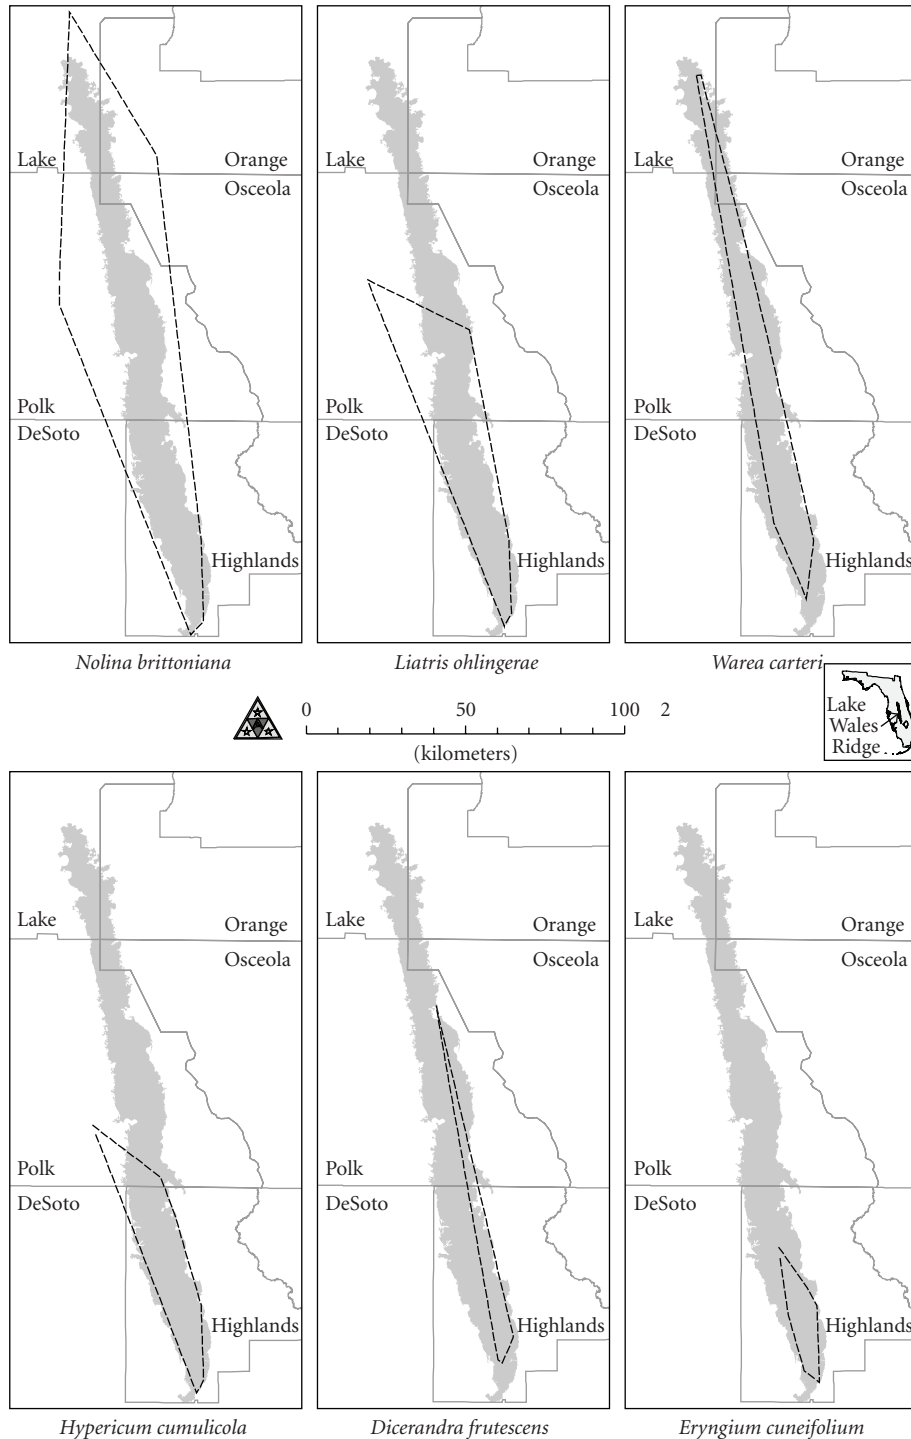 Lake Orange
Osceola
Polk
DeSoto
Highlands
Lake Orange
Osceola
Polk
DeSoto
Highlands
Lake Orange
Osceola
Polk
DeSoto
Highlands
Nolina brittoniana
Liatris ohlingerae
Warea carteri
0 50 100 2
(kilometers)
Lake
Wales
Ridge
Lake Orange
Osceola
Polk
DeSoto
Highlands
Lake Orange
Osceola
Polk
DeSoto
Highlands
Lake Orange
Osceola
Polk
DeSoto
Highlands
Hypericum cumulicola
Dicerandra frutescens
Eryngium cuneifolium